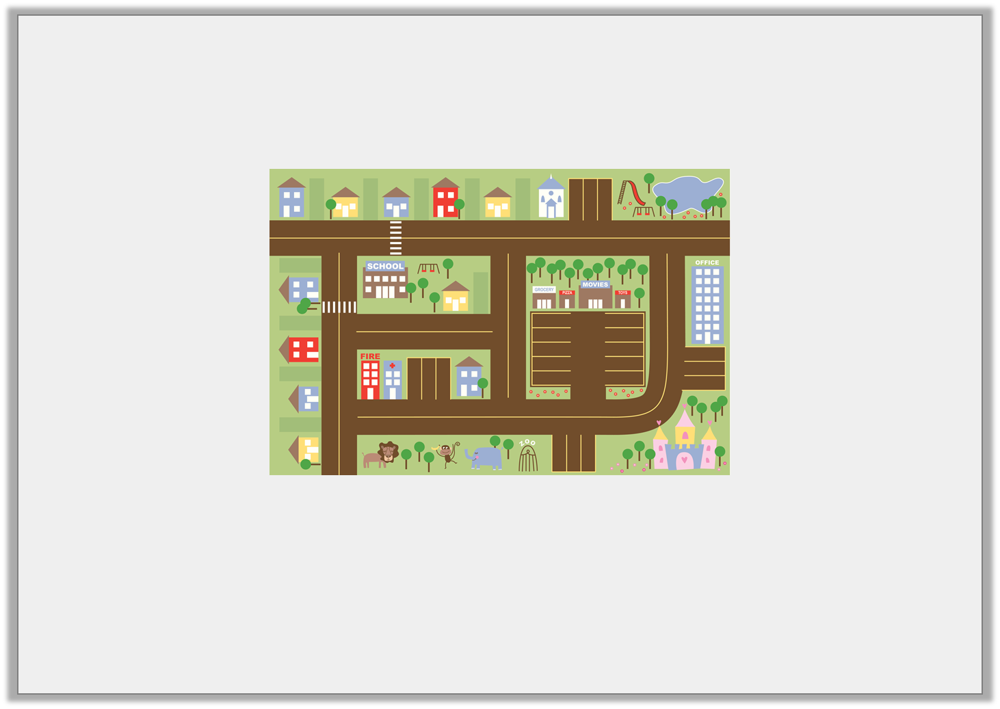 SCHOOL
OFFICE
MOVIES
GROCERY
PIZZA
TOYS
FIRE
ZOO